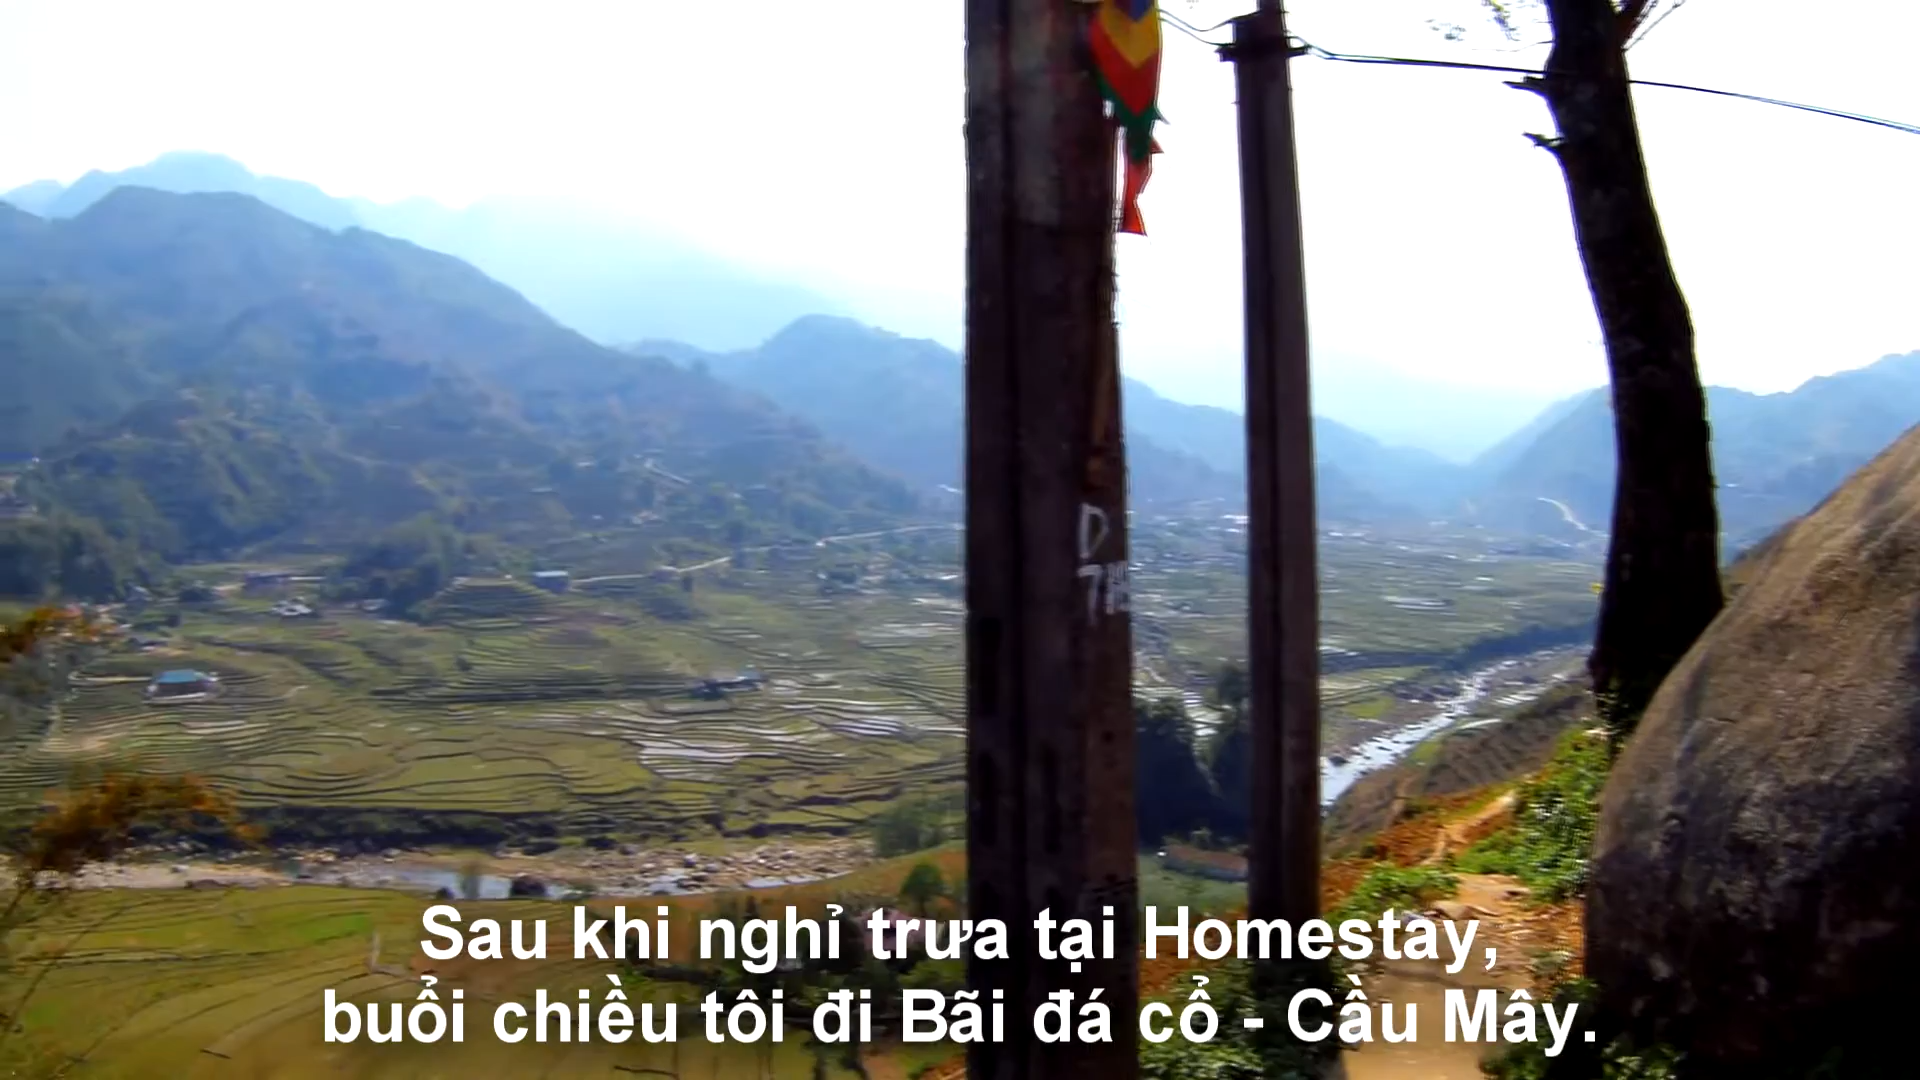 D
Sau khi nghỉ trưa tại Homestay,
buổi chiều tôi đi Bãi đá cổ - Cầu Mây.